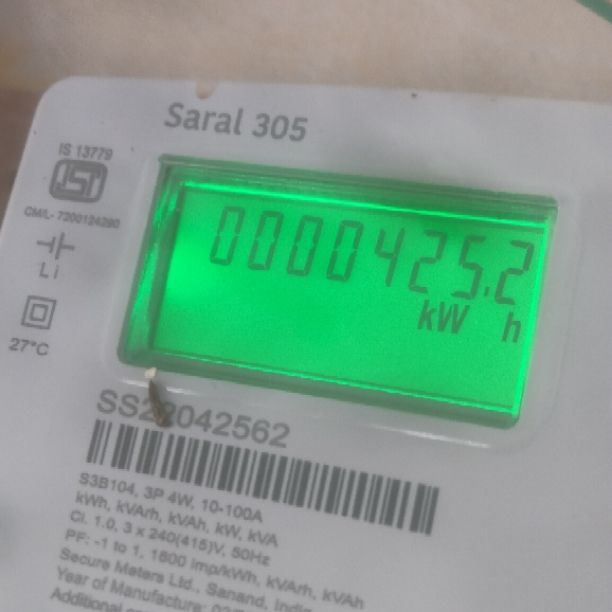 Saral 305
IS 13779
ISI
CM/L- 7200124290
Li
27°C
0000425.2
kW h
SS22042562
S3B104, 3P 4W, 10-100A
kWh, kVArh, kVAh, kW, kVA
Cl. 1.0, 3 x 240(415)V, 50Hz
PF: -1 to 1, 1600 imp/kWh, kVArh, kVAh
Secure Meters Ltd., Sanand, India
Year of Manufacture:
Additional